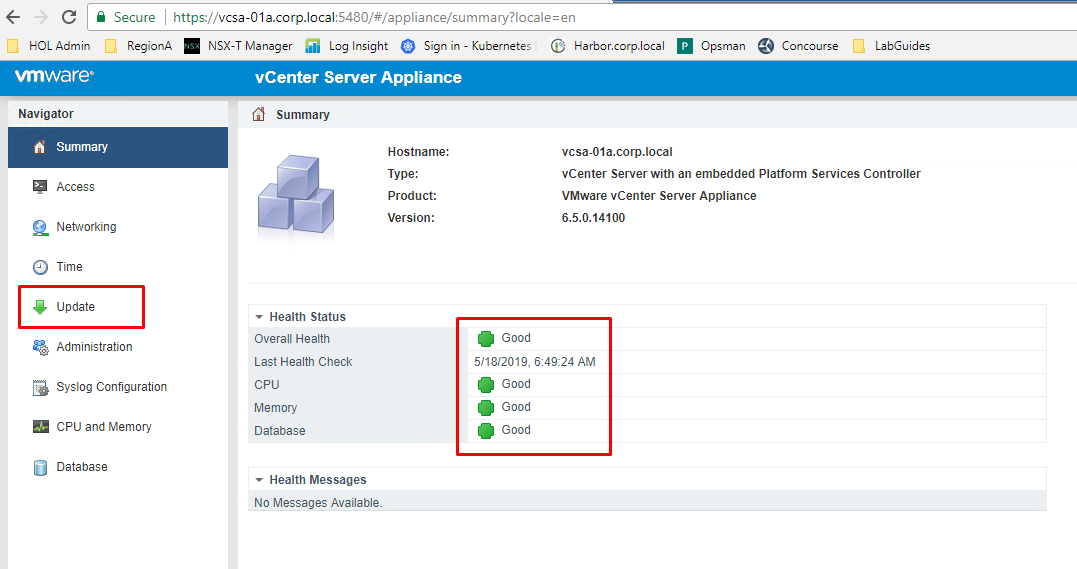 Secure https://vcsa-01a.corp.local:5480/#/appliance/summary?locale=en
HOL Admin RegionA NSX NSX-T Manager Log Insight Sign in - Kubernetes Harbor.corp.local P Opsman Concourse LabGuides
vmware® vCenter Server Appliance
Navigator
Summary
Access
Networking
Time
Update
Administration
Syslog Configuration
CPU and Memory
Database
Summary
Hostname: vcsa-01a.corp.local
Type: vCenter Server with an embedded Platform Services Controller
Product: VMware vCenter Server Appliance
Version: 6.5.0.14100
Health Status
Overall Health Good
Last Health Check 5/18/2019, 6:49:24 AM
CPU Good
Memory Good
Database Good
Health Messages
No Messages Available.